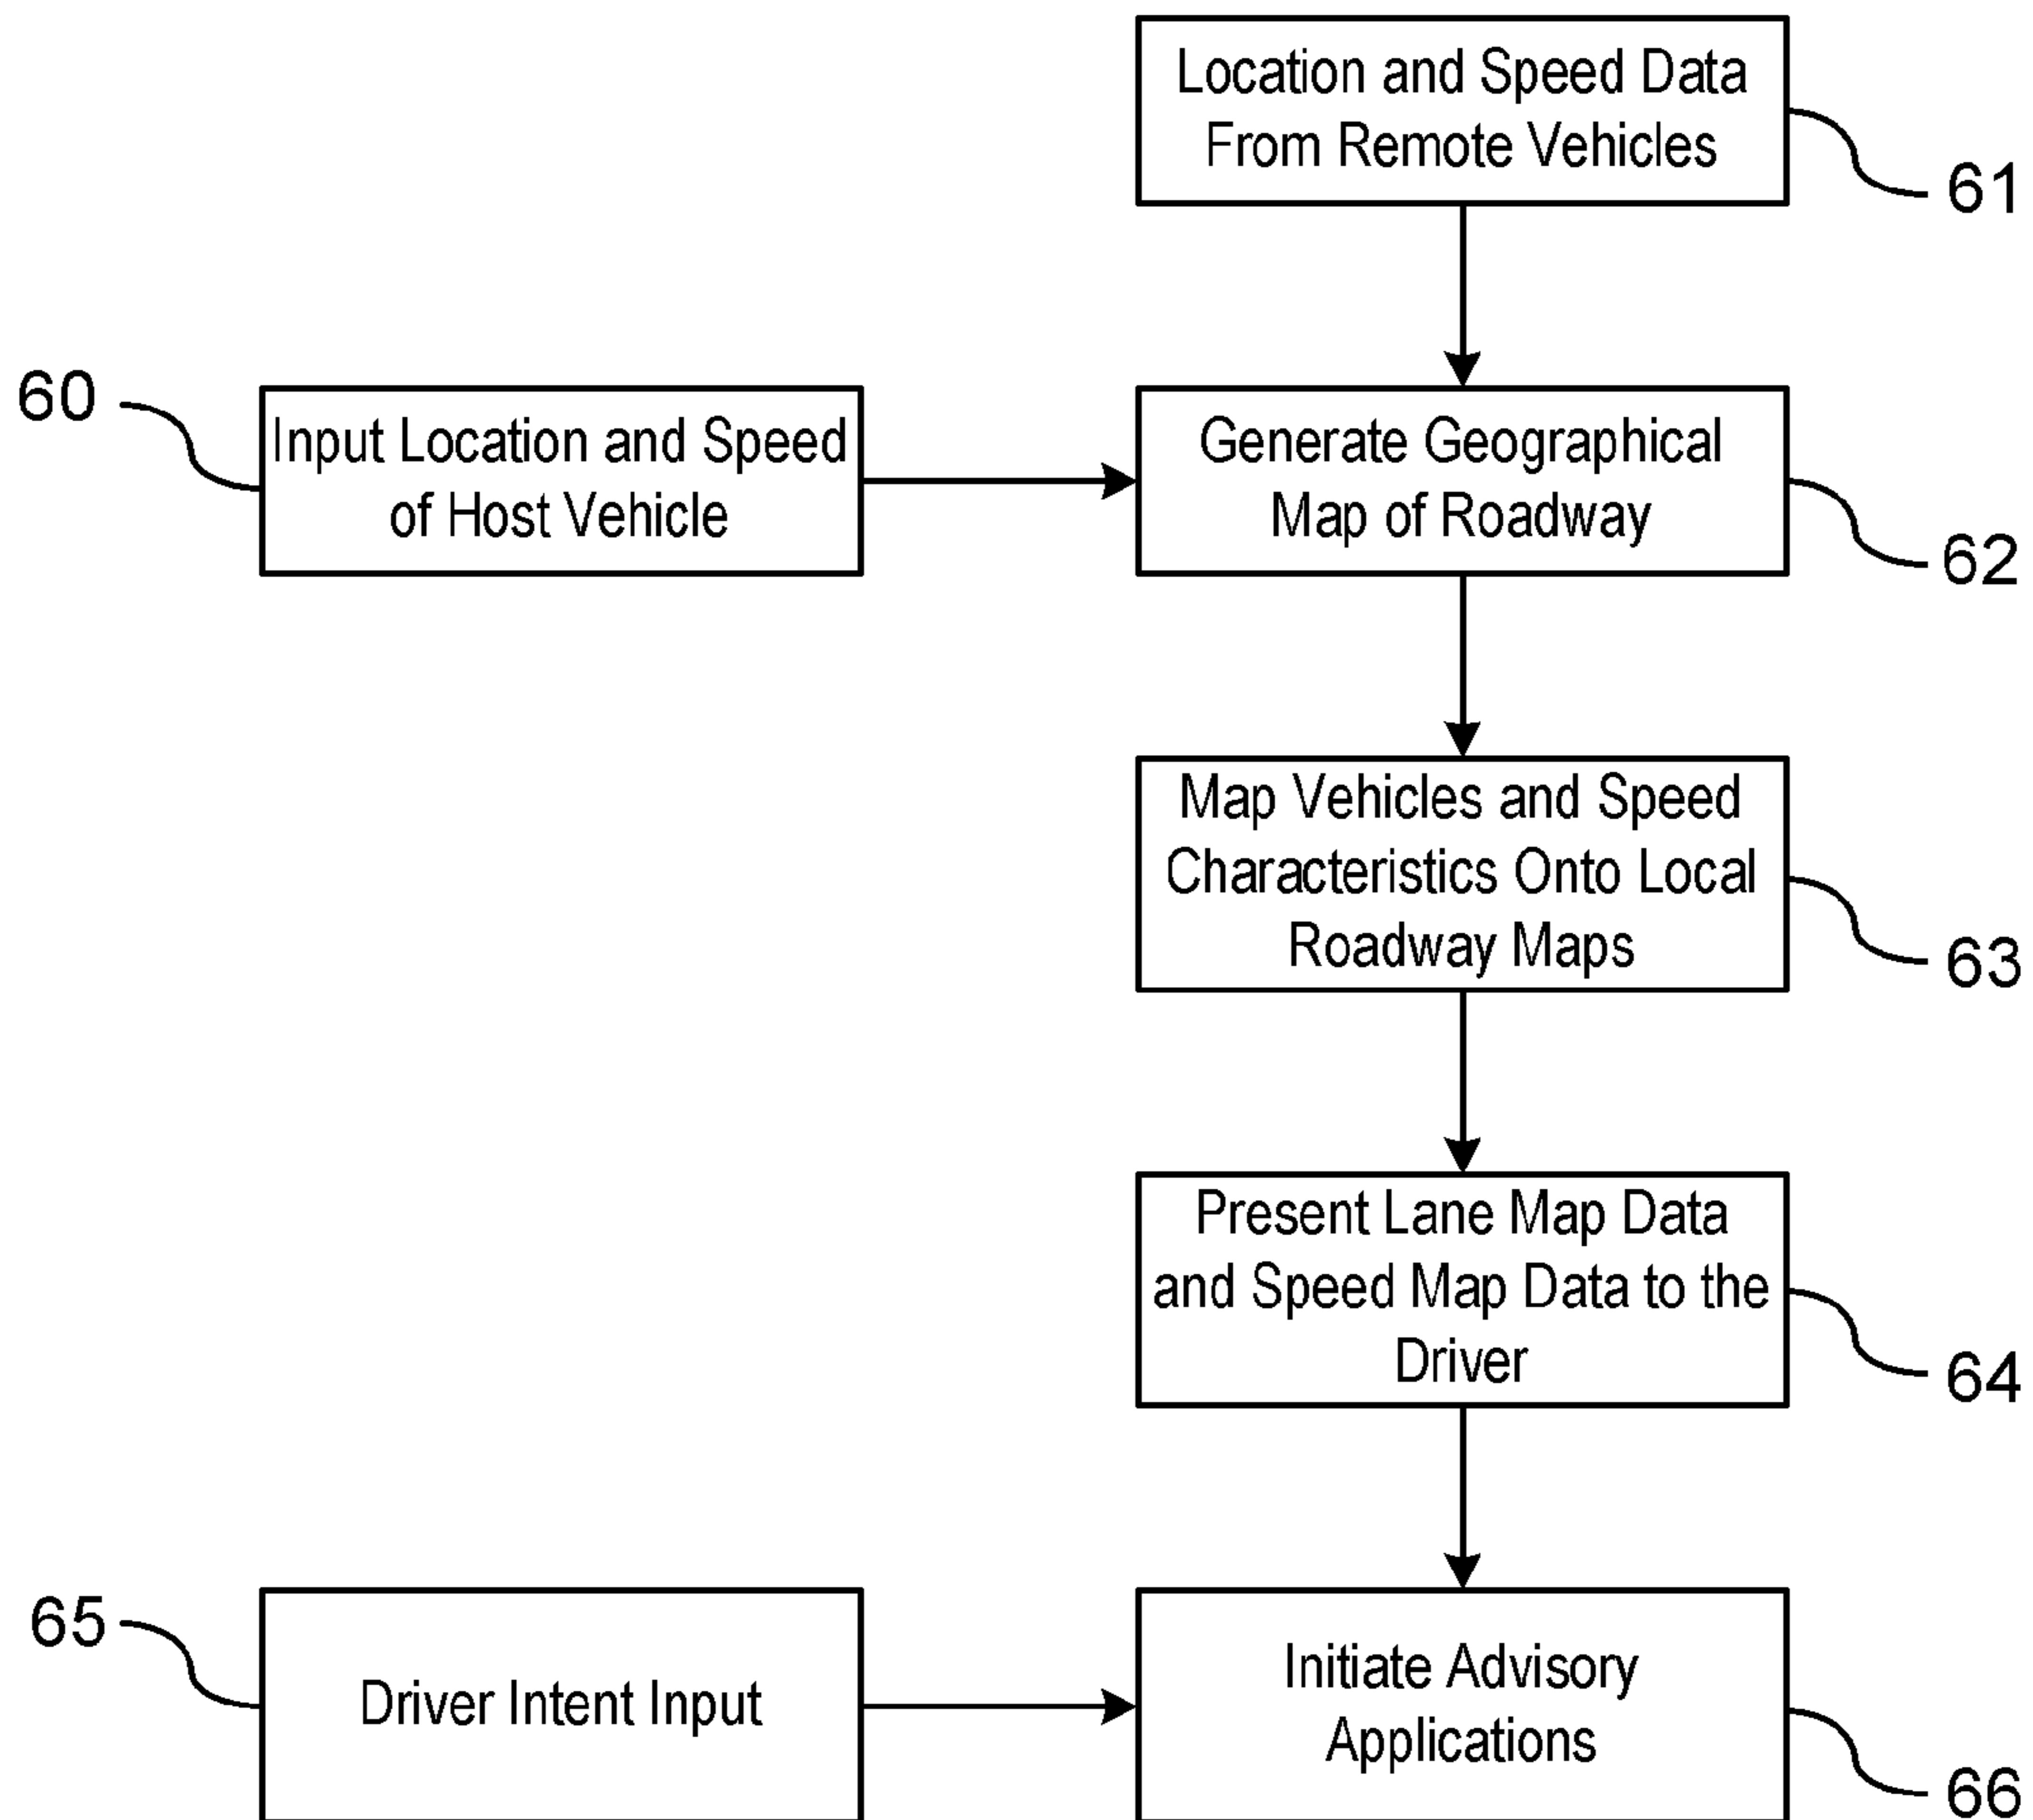 Location and Speed Data
From Remote Vehicles
61
60
Input Location and Speed
of Host Vehicle
Generate Geographical
Map of Roadway
62
Map Vehicles and Speed
Characteristics Onto Local
Roadway Maps
63
Present Lane Map Data
and Speed Map Data to the
Driver
64
65
Driver Intent Input
Initiate Advisory
Applications
66